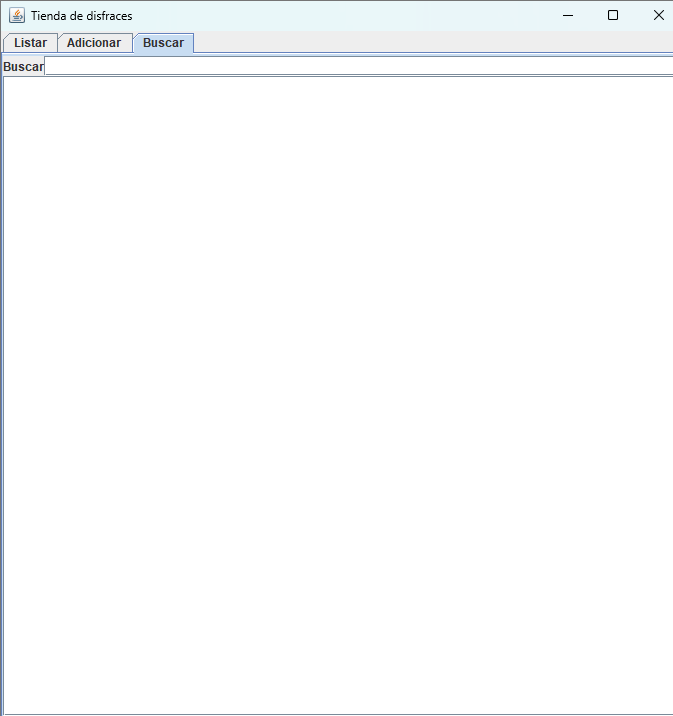 Tienda de disfraces
Listar Adicionar Buscar
Buscar